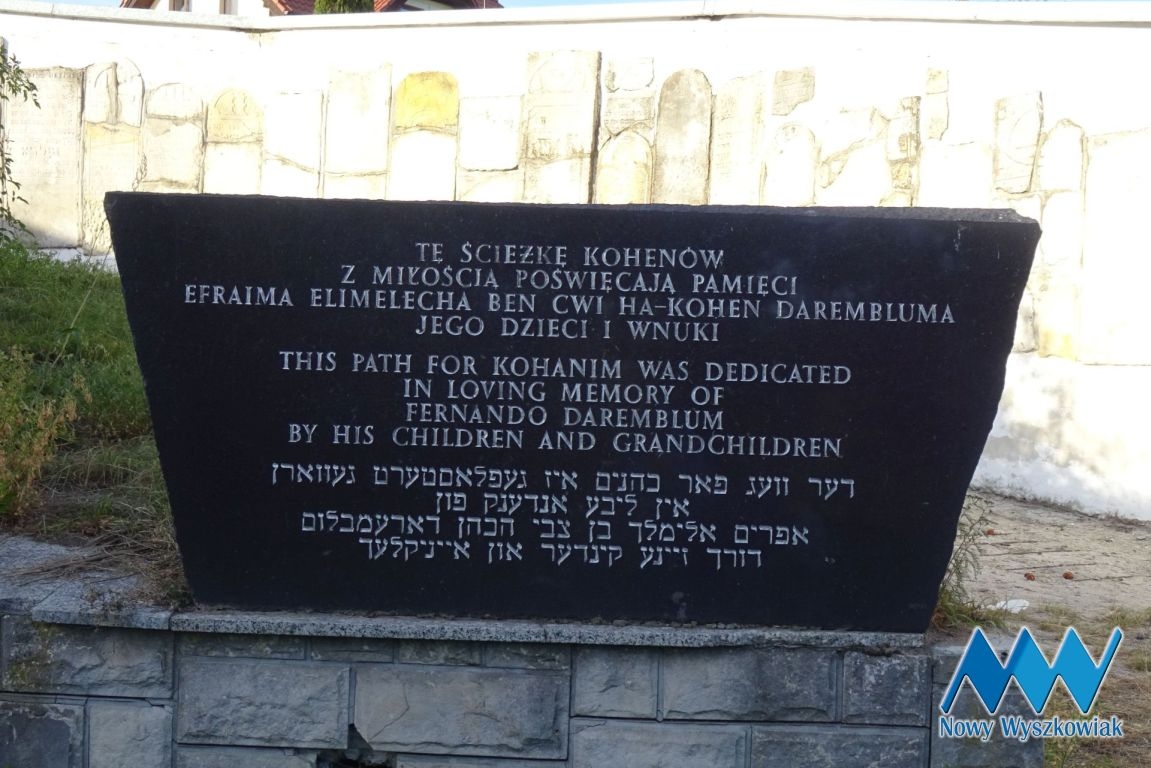 TĘ ŚCIEŻKĘ KOHENÓW
Z MIŁOŚCIĄ POŚWIĘCAJĄ PAMIĘCI
EFRAIMA ELIMELECHA BEN CWI HA-KOHEN DAREMBLUMA
JEGO DZIECI I WNUKI
THIS PATH FOR KOHANIM WAS DEDICATED
IN LOVING MEMORY OF
FERNANDO DAREMBLUM
BY HIS CHILDREN AND GRANDCHILDREN
דער וועג פאר כהנים איז געפלאסטערט געווארן
אין ליבע אנדענק פון
אפרים אלימלך בן צבי הכהן דארעמבלום
דורך זיינע קינדער און אייניקלעך
Nowy Wyszkowiak